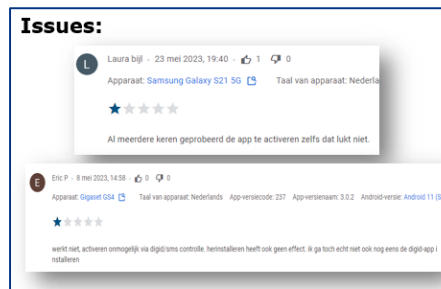 Issues:
L
Laura bijl - 23 mei 2023, 19:40 - 1 0
Apparaat: Samsung Galaxy S21 5G Taal van apparaat: Nederla
Al meerdere keren geprobeerd de app te activeren zelfs dat lukt niet.
E
Eric P - 8 mei 2023, 14:58 - 0 0
Apparaat: Gigaset GS4 Taal van apparaat: Nederlands App-versiecode: 237 App-versienaam: 3.0.2 Android-versie: Android 11 (S
werkt niet, activeren onmogelijk via digid/sms controlle. herinstalleren heeft ook geen effect. ik ga toch echt niet ook nog eens de digid-app i
nstalleren